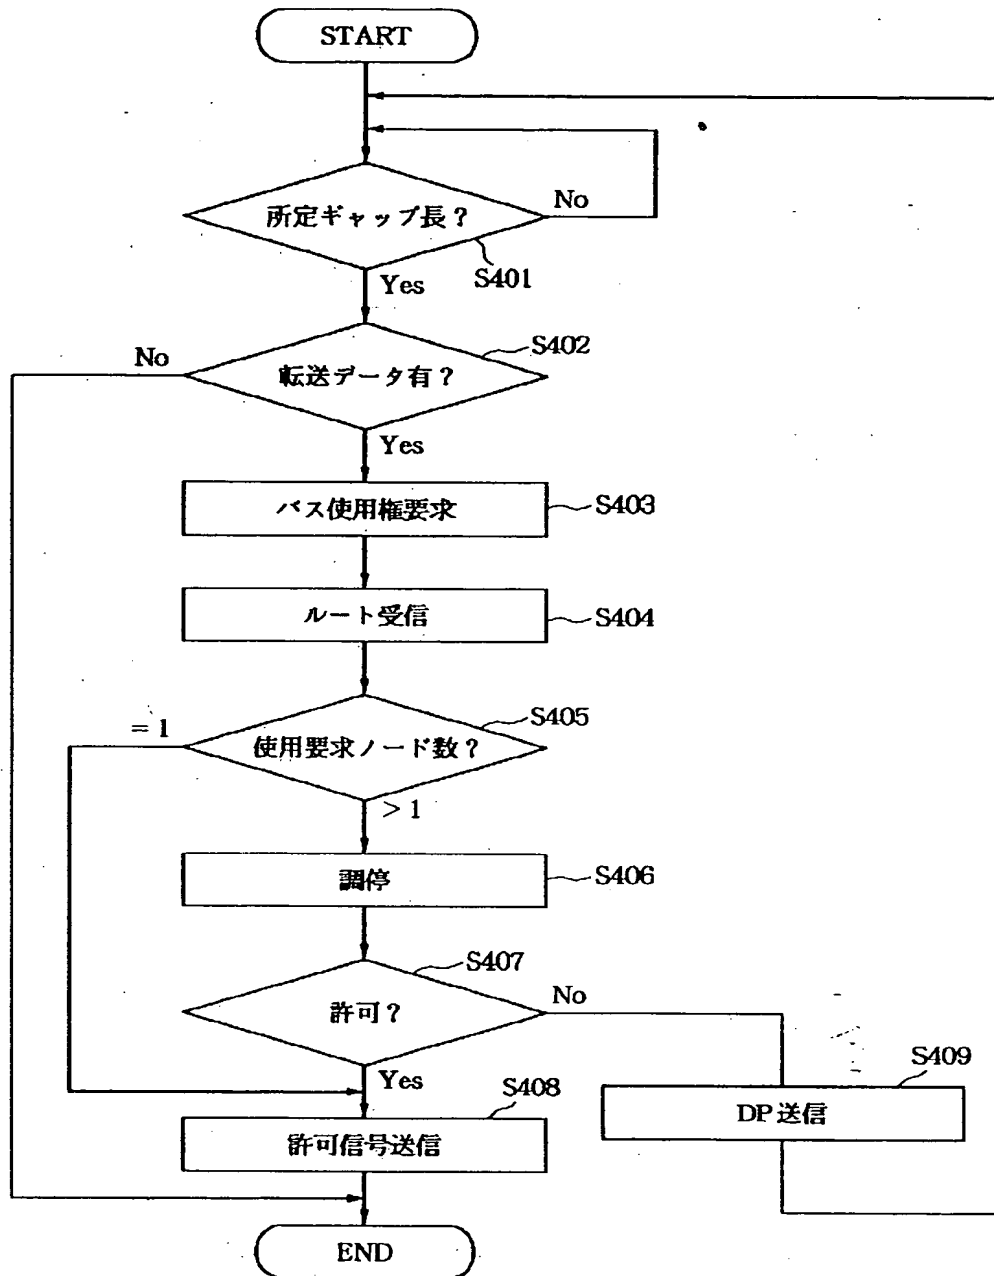 START
所定ギャップ長？
No
S401
Yes
No
転送データ有？
S402
Yes
バス使用権要求
S403
ルート受信
S404
= 1
使用要求ノード数？
S405
> 1
調停
S406
S407
許可？
No
Yes
S408
S409
許可信号送信
DP 送信
END